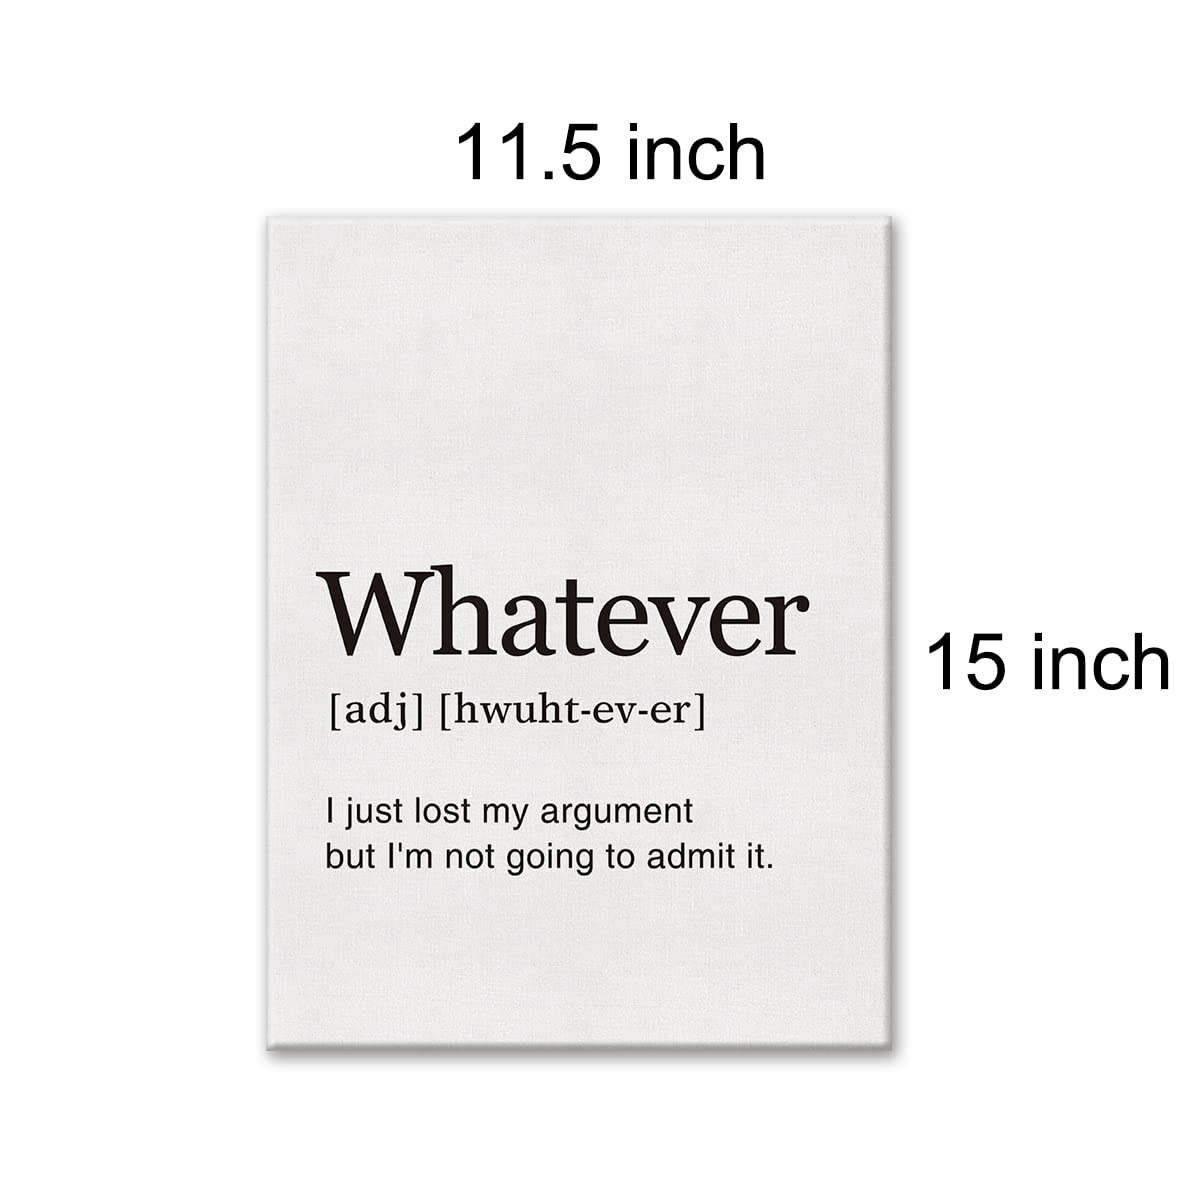 11.5 inch
Whatever
[adj] [hwuht-ev-er]
15 inch
I just lost my argument
but I'm not going to admit it.